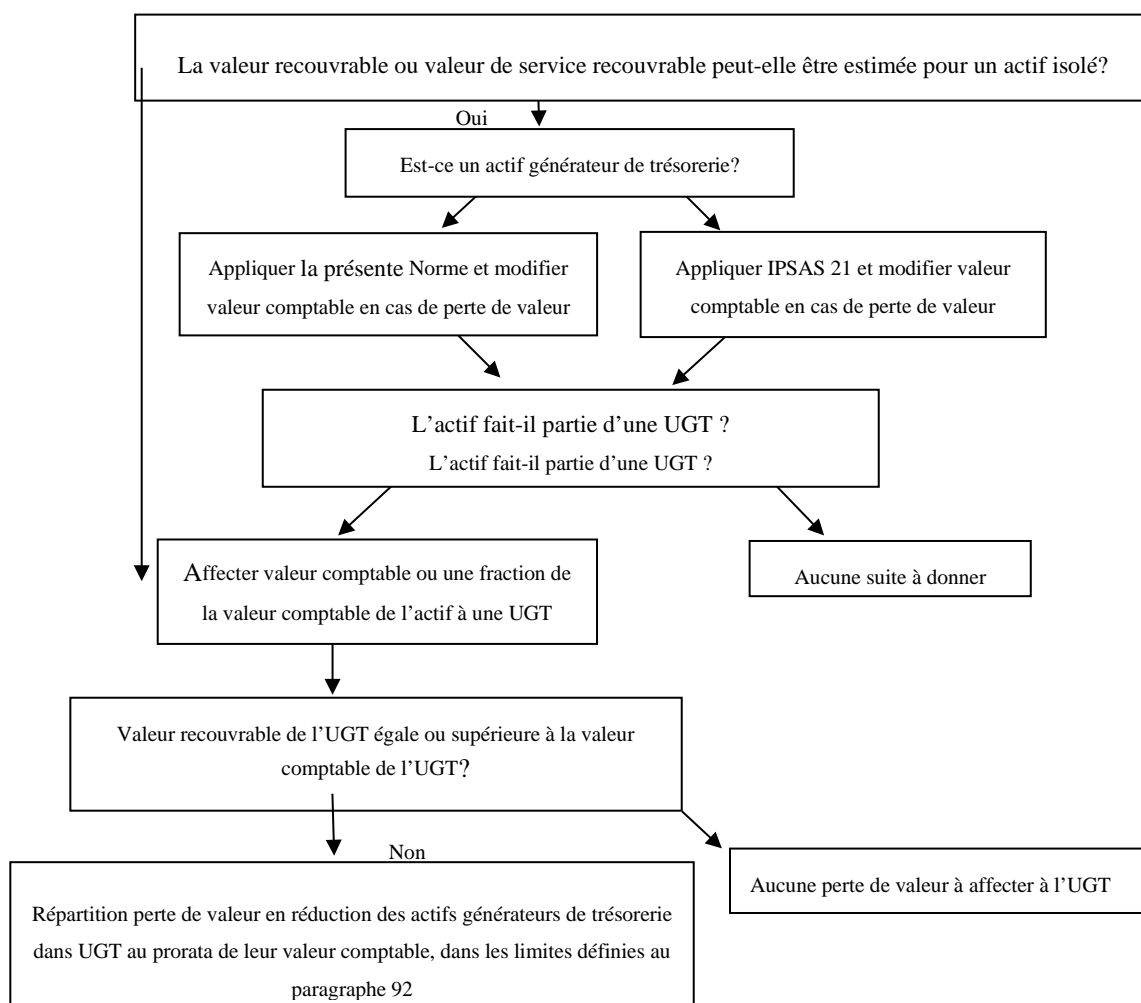 La valeur recouvrable ou valeur de service recouvrable peut-elle être estimée pour un actif isolé?
Oui
Est-ce un actif générateur de trésorerie?
Appliquer la présente Norme et modifier
valeur comptable en cas de perte de valeur
Appliquer IPSAS 21 et modifier valeur
comptable en cas de perte de valeur
L'actif fait-il partie d'une UGT ?
L'actif fait-il partie d'une UGT ?
Affecter valeur comptable ou une fraction de
la valeur comptable de l'actif à une UGT
Aucune suite à donner
Valeur recouvrable de l'UGT égale ou supérieure à la valeur
comptable de l'UGT?
Non
Aucune perte de valeur à affecter à l'UGT
Répartition perte de valeur en réduction des actifs générateurs de trésorerie
dans UGT au prorata de leur valeur comptable, dans les limites définies au
paragraphe 92